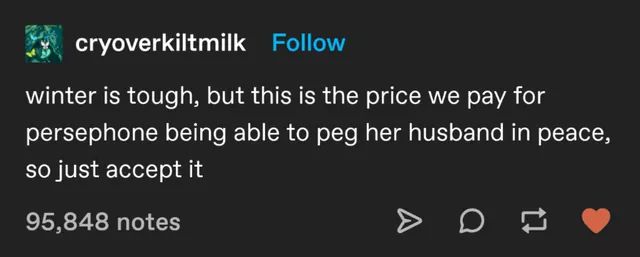 cryoverkiltmilk Follow
winter is tough, but this is the price we pay for
persephone being able to peg her husband in peace,
so just accept it
95,848 notes